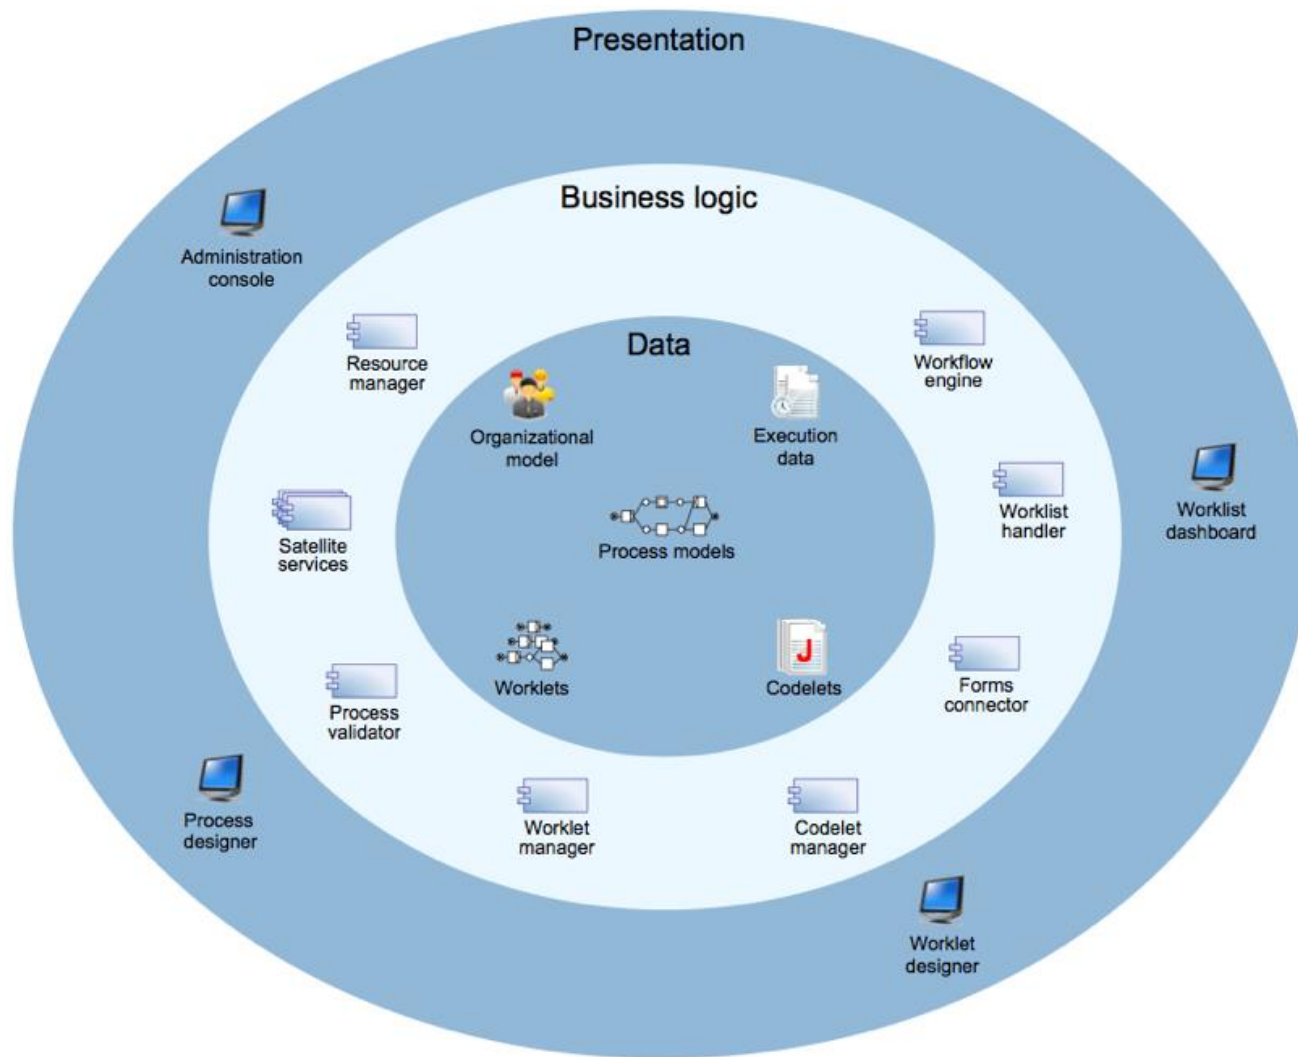 Presentation
Business logic
Administration
console
Data
Resource
manager
Workflow
engine
Organizational
model
Execution
data
Satellite
services
Process models
Worklist
handler
Worklist
dashboard
Worklets
Codelets
Forms
connector
Process
validator
Process
designer
Worklet
manager
Codelet
manager
Worklet
designer
J